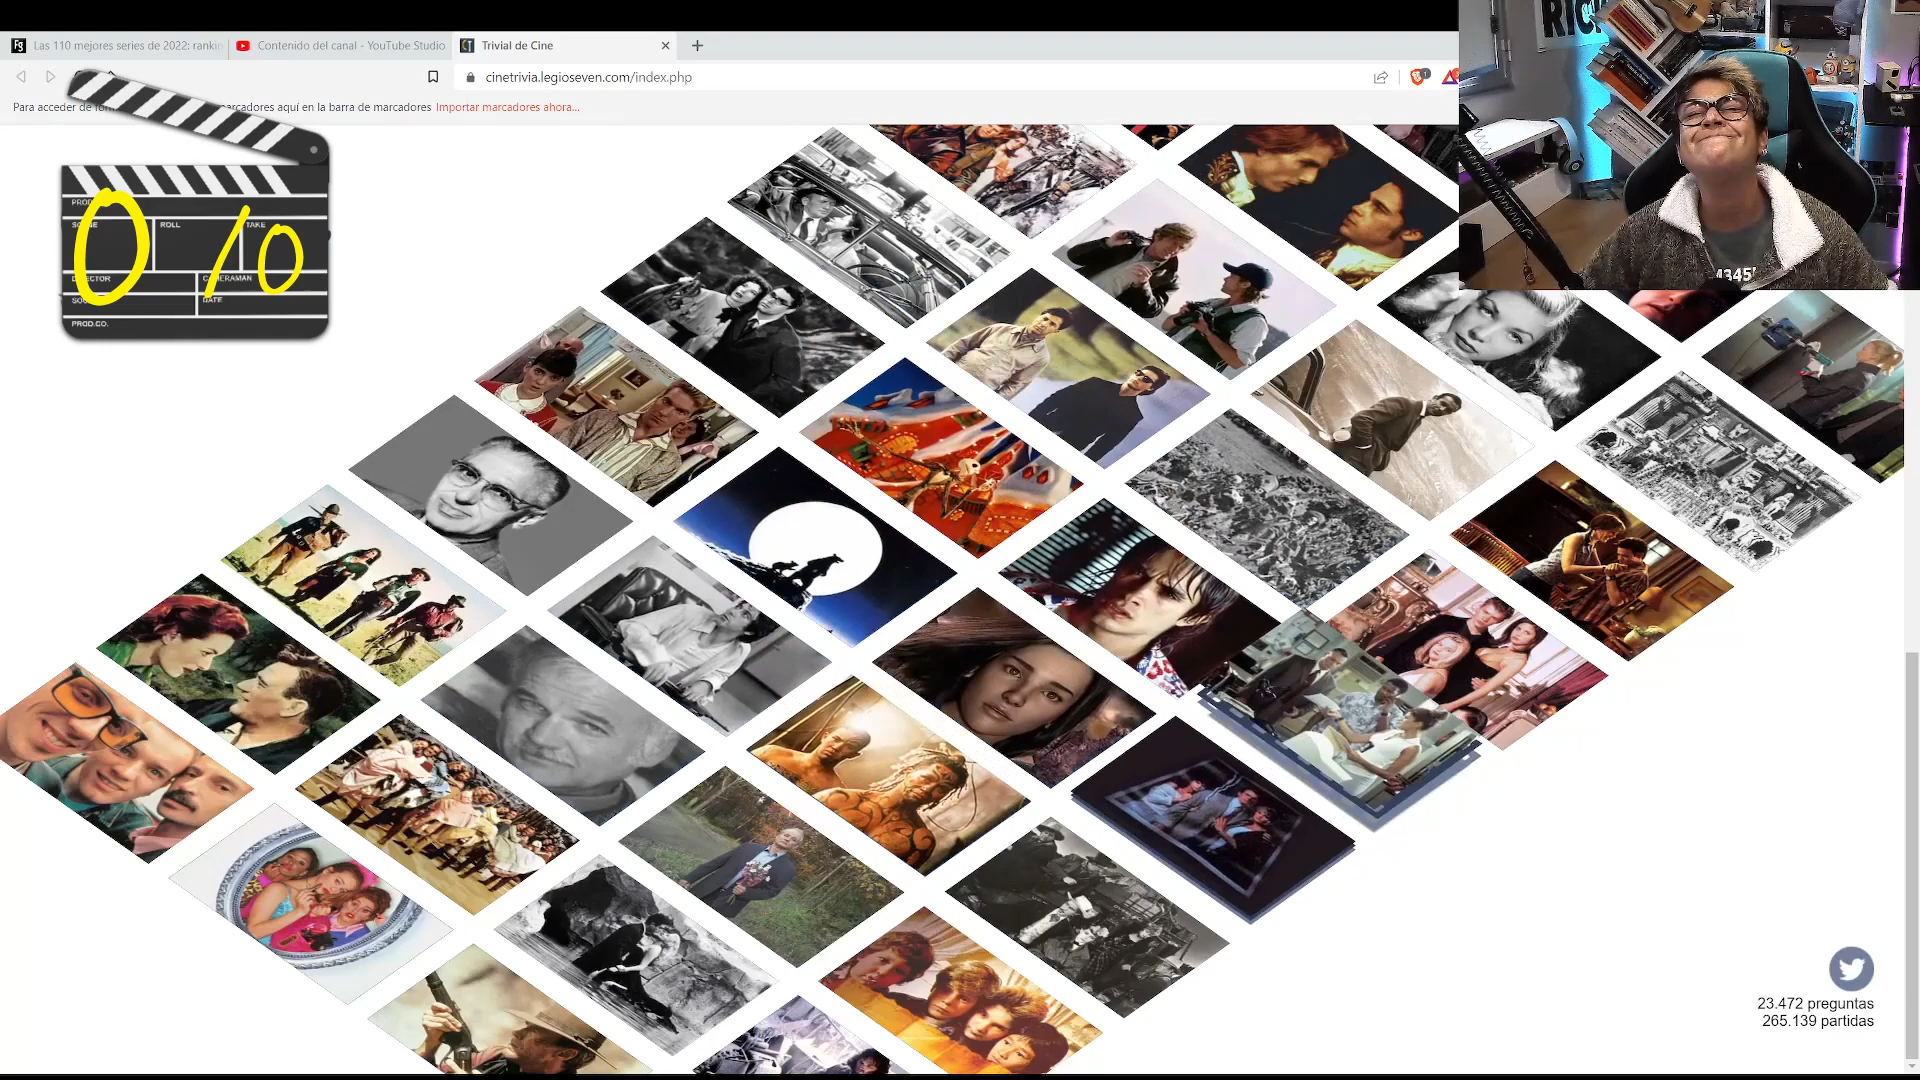 Las 110 mejores series de 2022: rankin
Contenido del canal - YouTube Studio
Trivial de Cine
cinetrivia.legioseven.com/index.php
Para acceder de
arcadores aquí en la barra de marcadores Importar marcadores ahora...
ROLL
TAKE
0/0
DATE
PROD.CO.
M345
23.472 preguntas
265.139 partidas